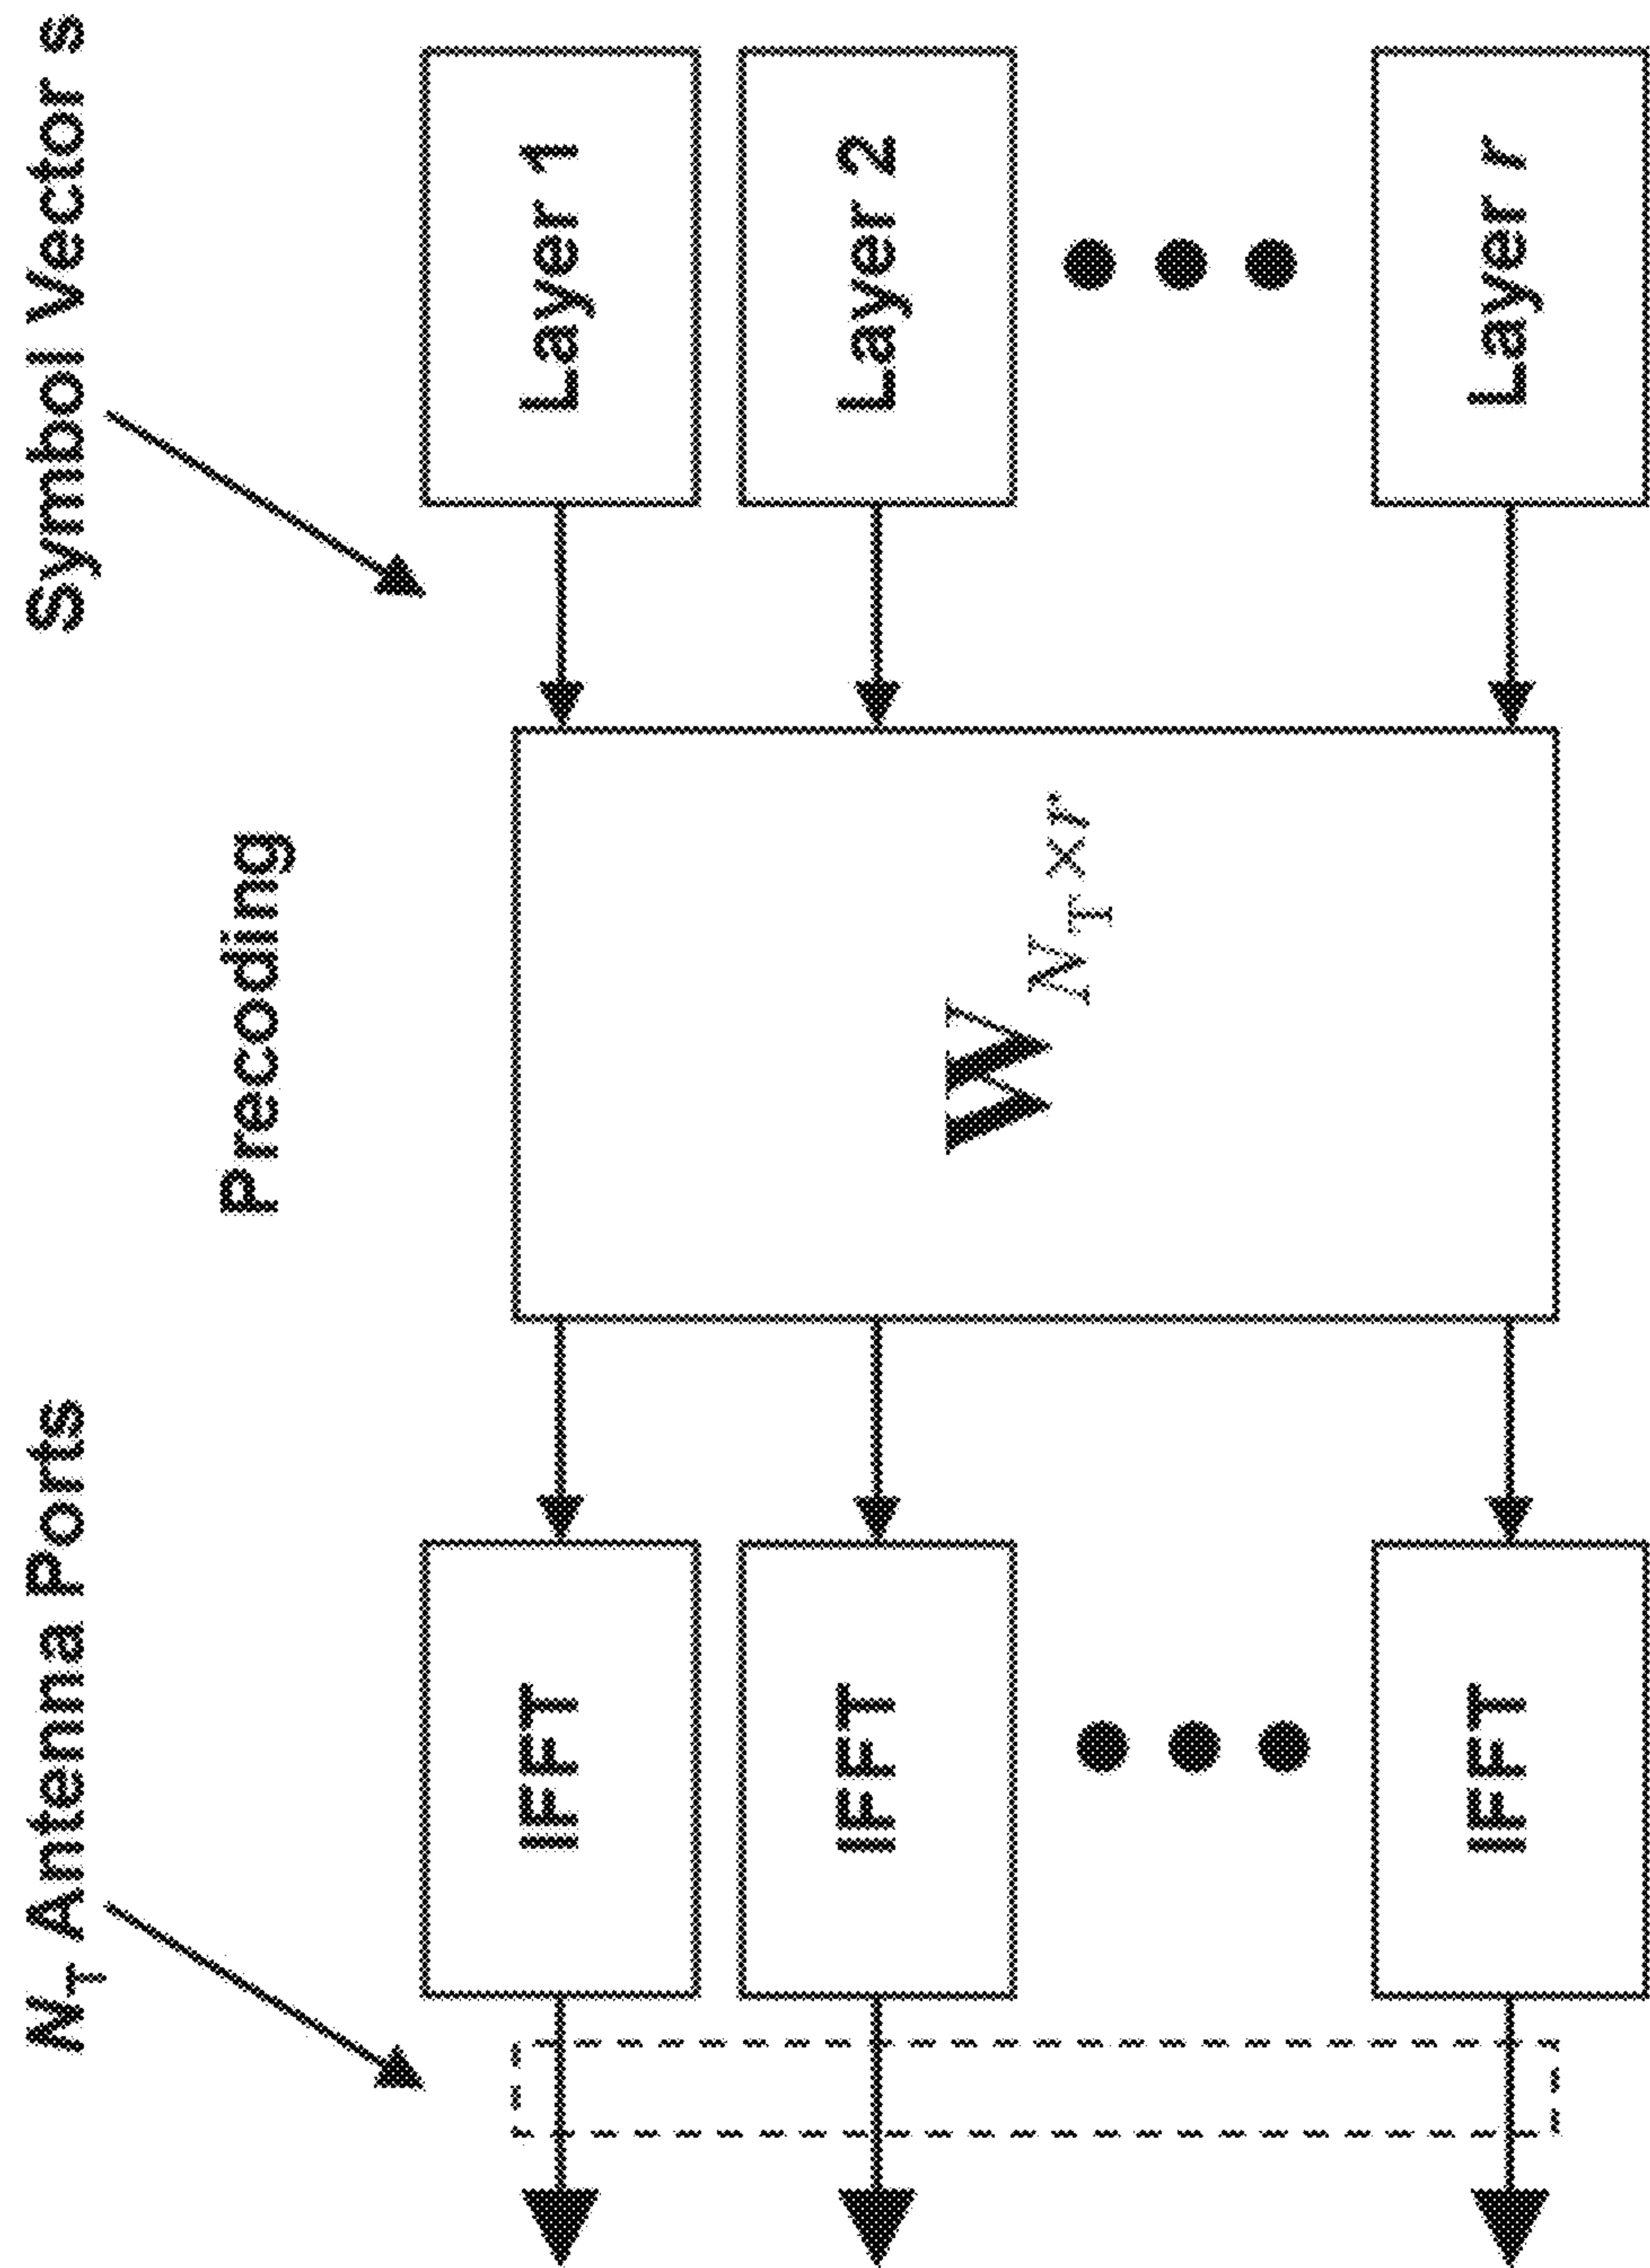 Symbol Vector s
Layer 1
Layer 2
Layer r
Precoding
W N_T×r
N_T Antenna Ports
IFFT
IFFT
IFFT